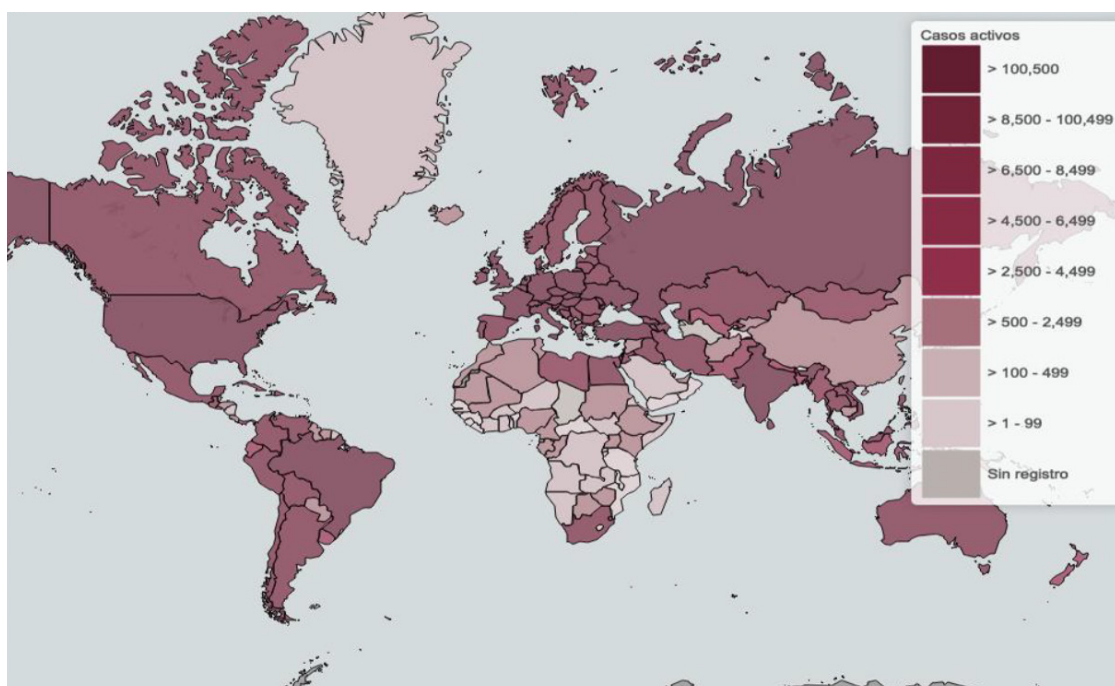 Casos activos
> 100,500
> 8,500 - 100,499
> 6,500 - 8,499
> 4,500 - 6,499
> 2,500 - 4,499
> 500 - 2,499
> 100 - 499
> 1 - 99
Sin registro